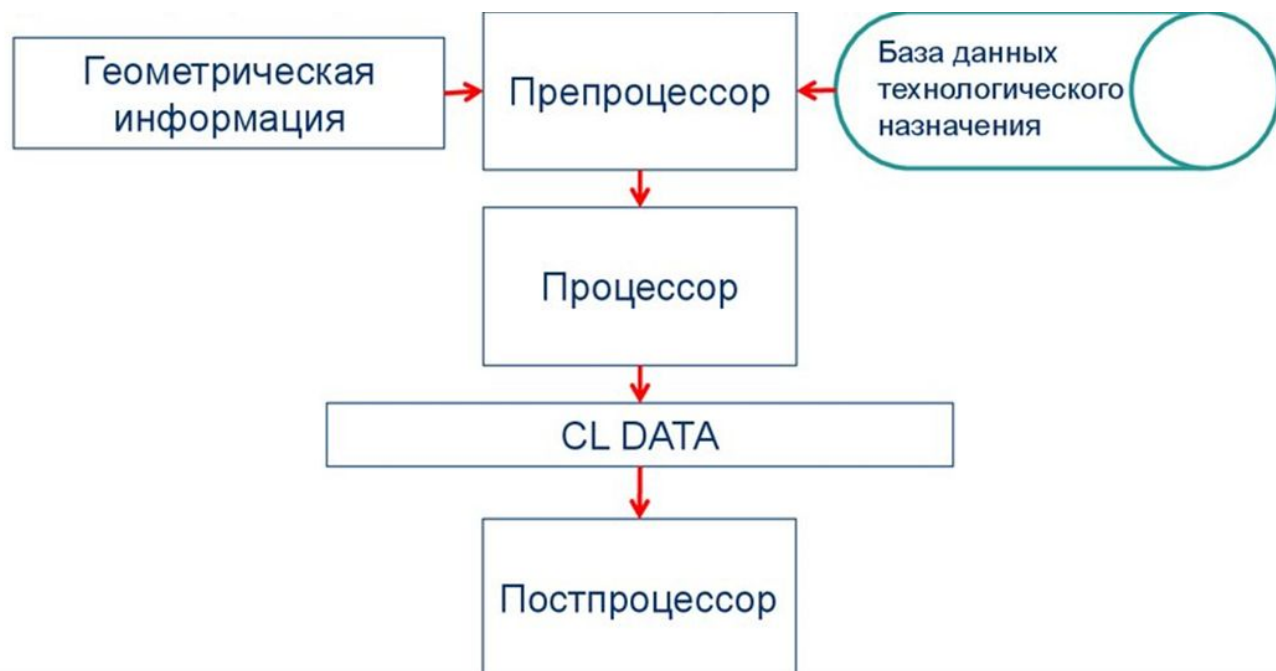 Геометрическая
информация
Препроцессор
База данных
технологического
назначения
Процессор
CL DATA
Постпроцессор